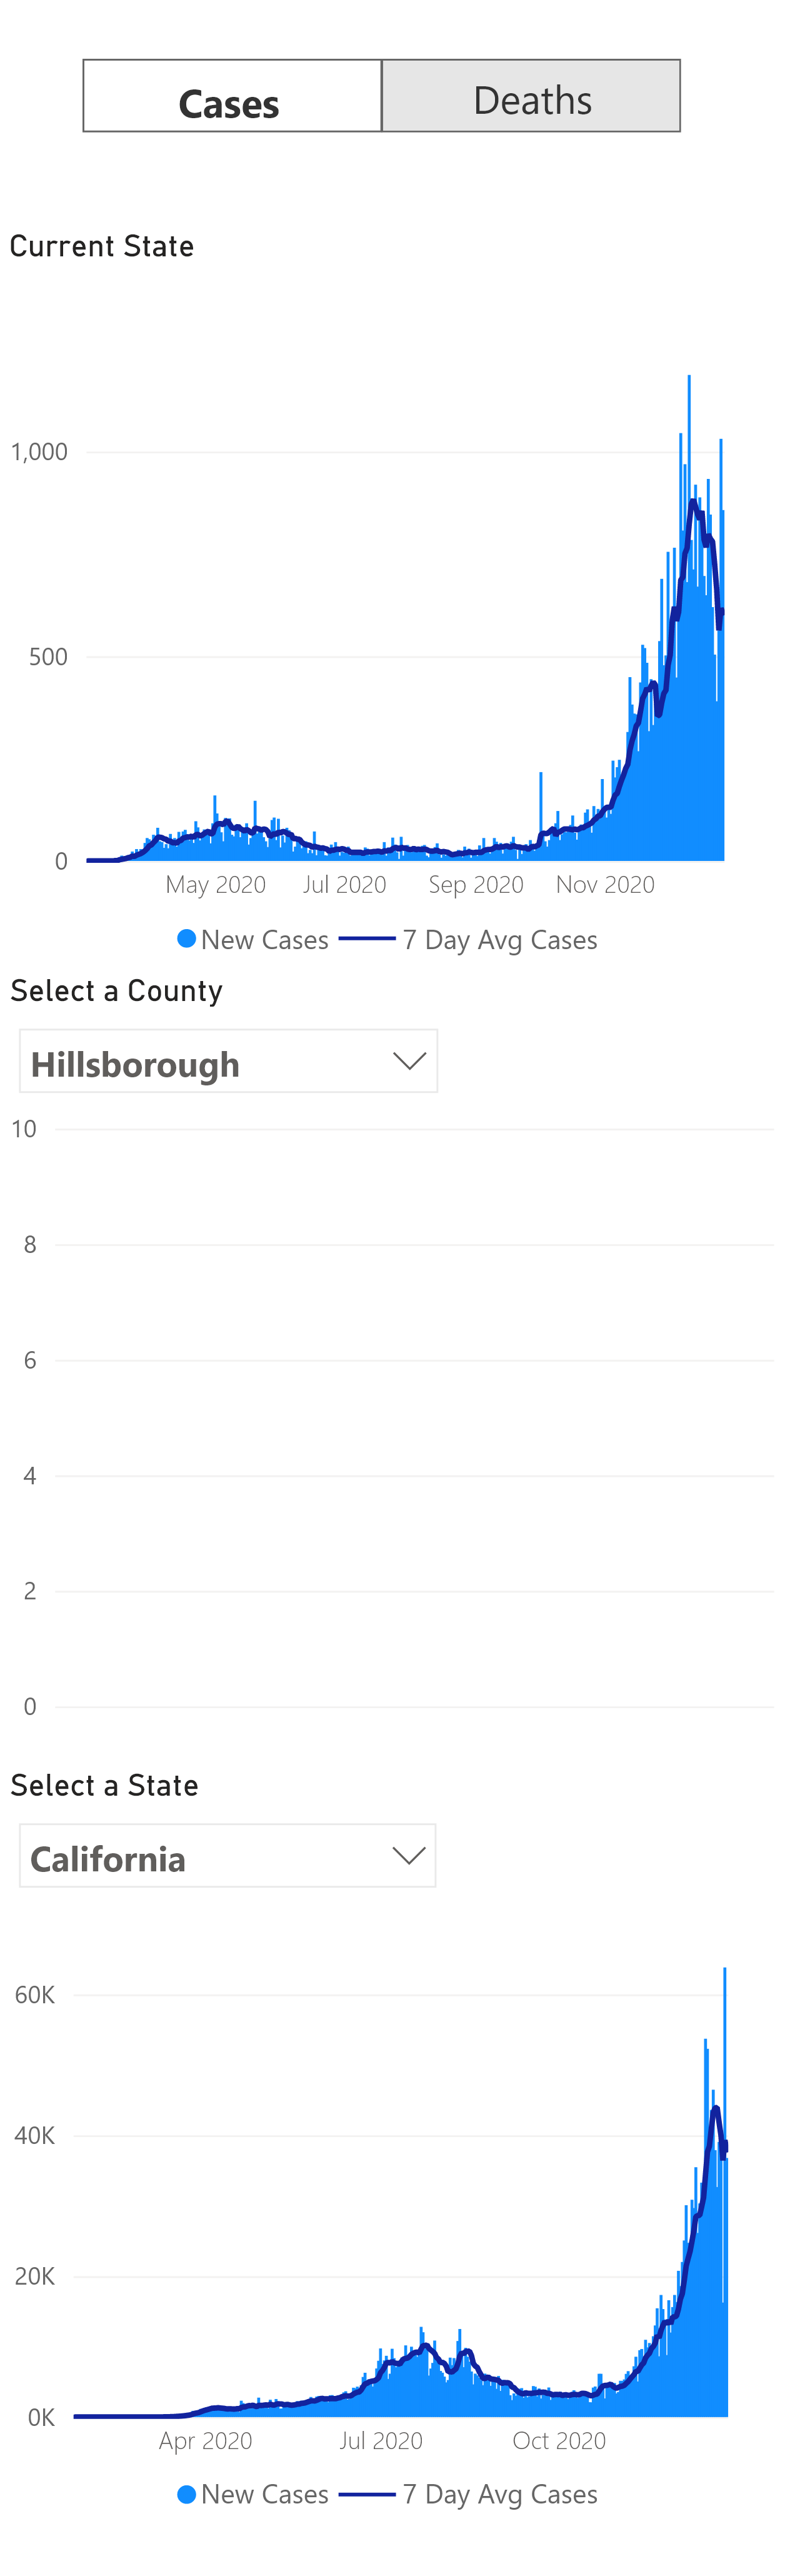 Cases Deaths
Current State
1,000
500
0
May 2020 Jul 2020 Sep 2020 Nov 2020
New Cases 7 Day Avg Cases
Select a County
Hillsborough
10
8
6
4
2
0
Select a State
California
60K
40K
20K
0K
Apr 2020 Jul 2020 Oct 2020
New Cases 7 Day Avg Cases